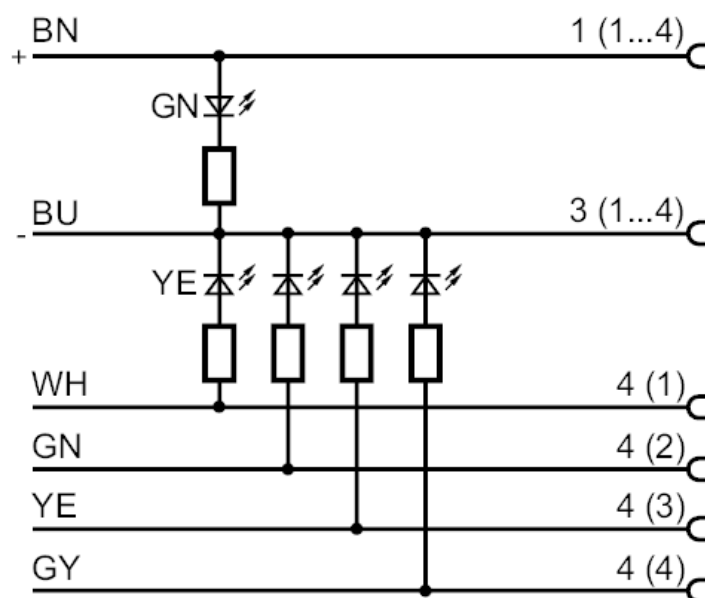 BN 1 (1...4)
+
GN
BU 3 (1...4)
-
YE
WH 4 (1)
GN 4 (2)
YE 4 (3)
GY 4 (4)